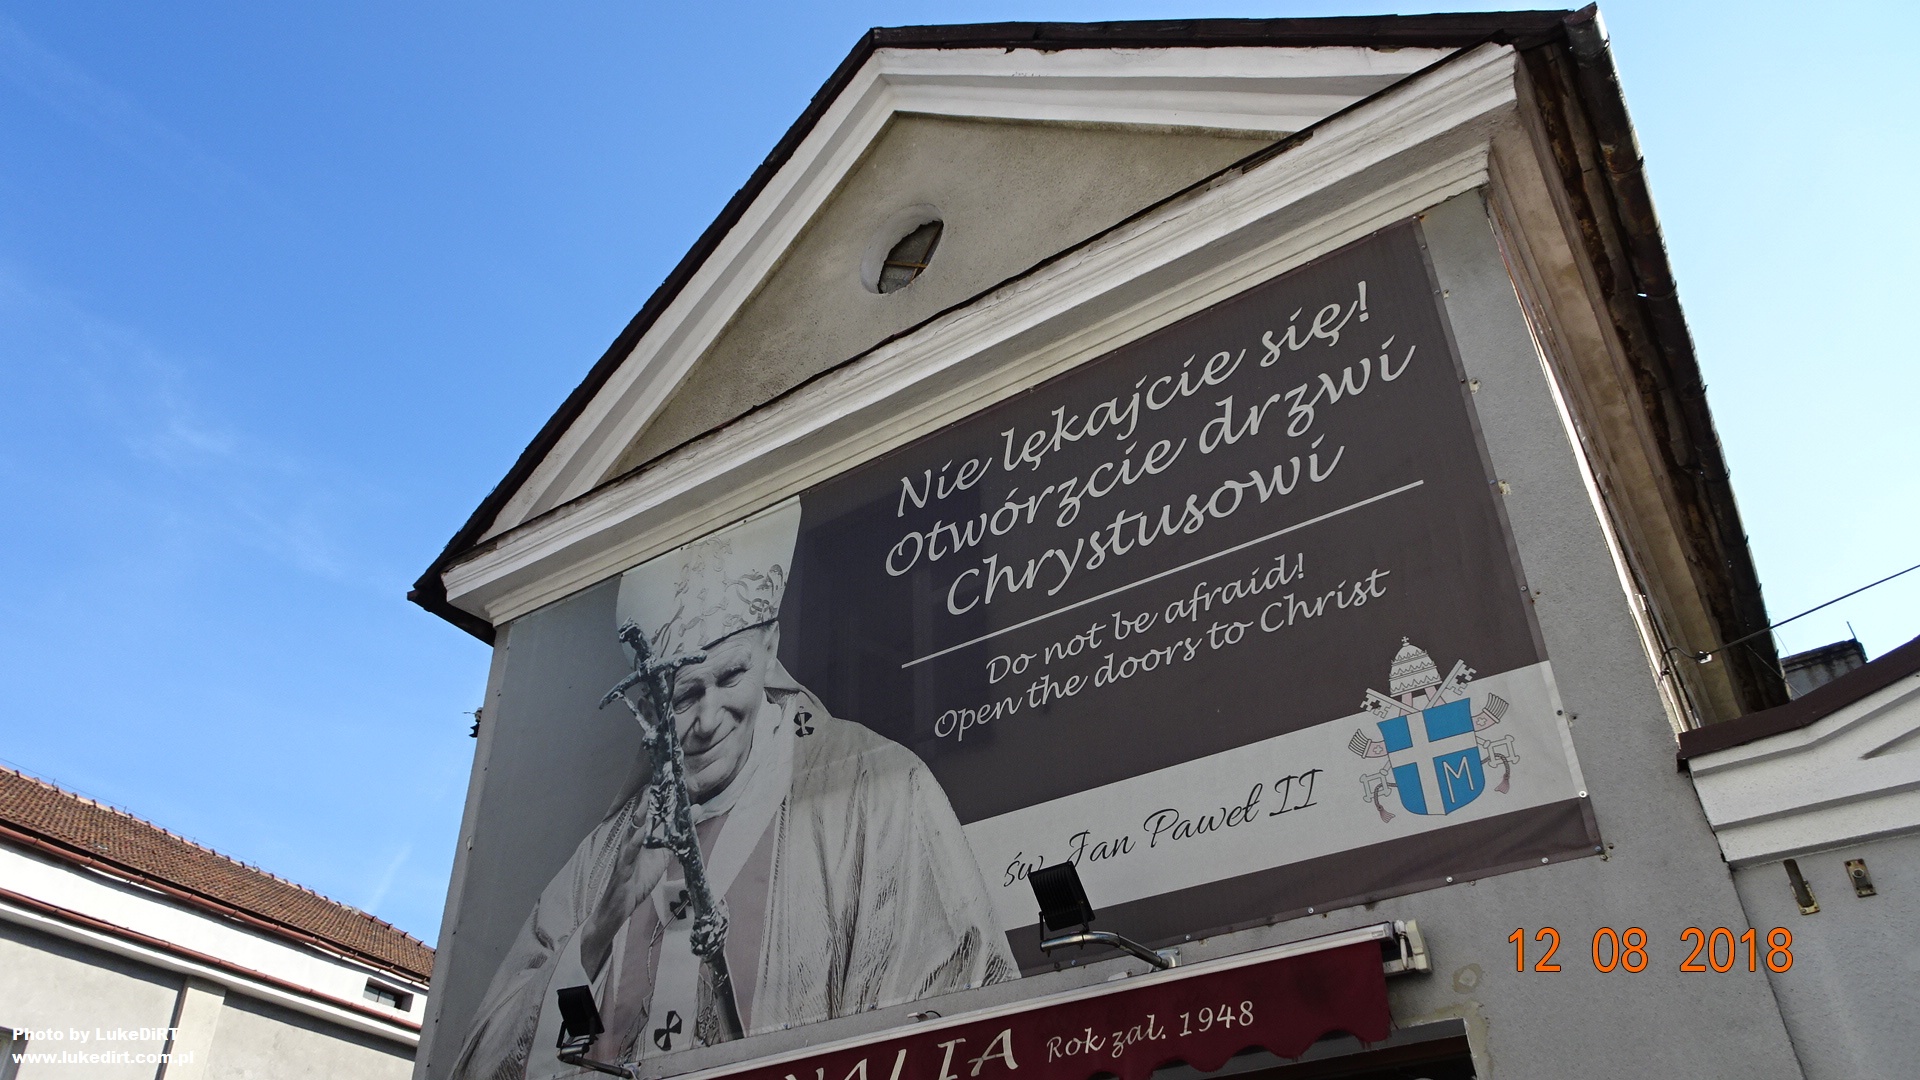 Nie lękajcie się!
Otwórzcie drzwi
Chrystusowi
Do not be afraid!
Open the doors to Christ
św. Jan Paweł II
M
Rok zał. 1948
12 08 2018
Photo by LukeDiRT
www.lukedirt.com.pl